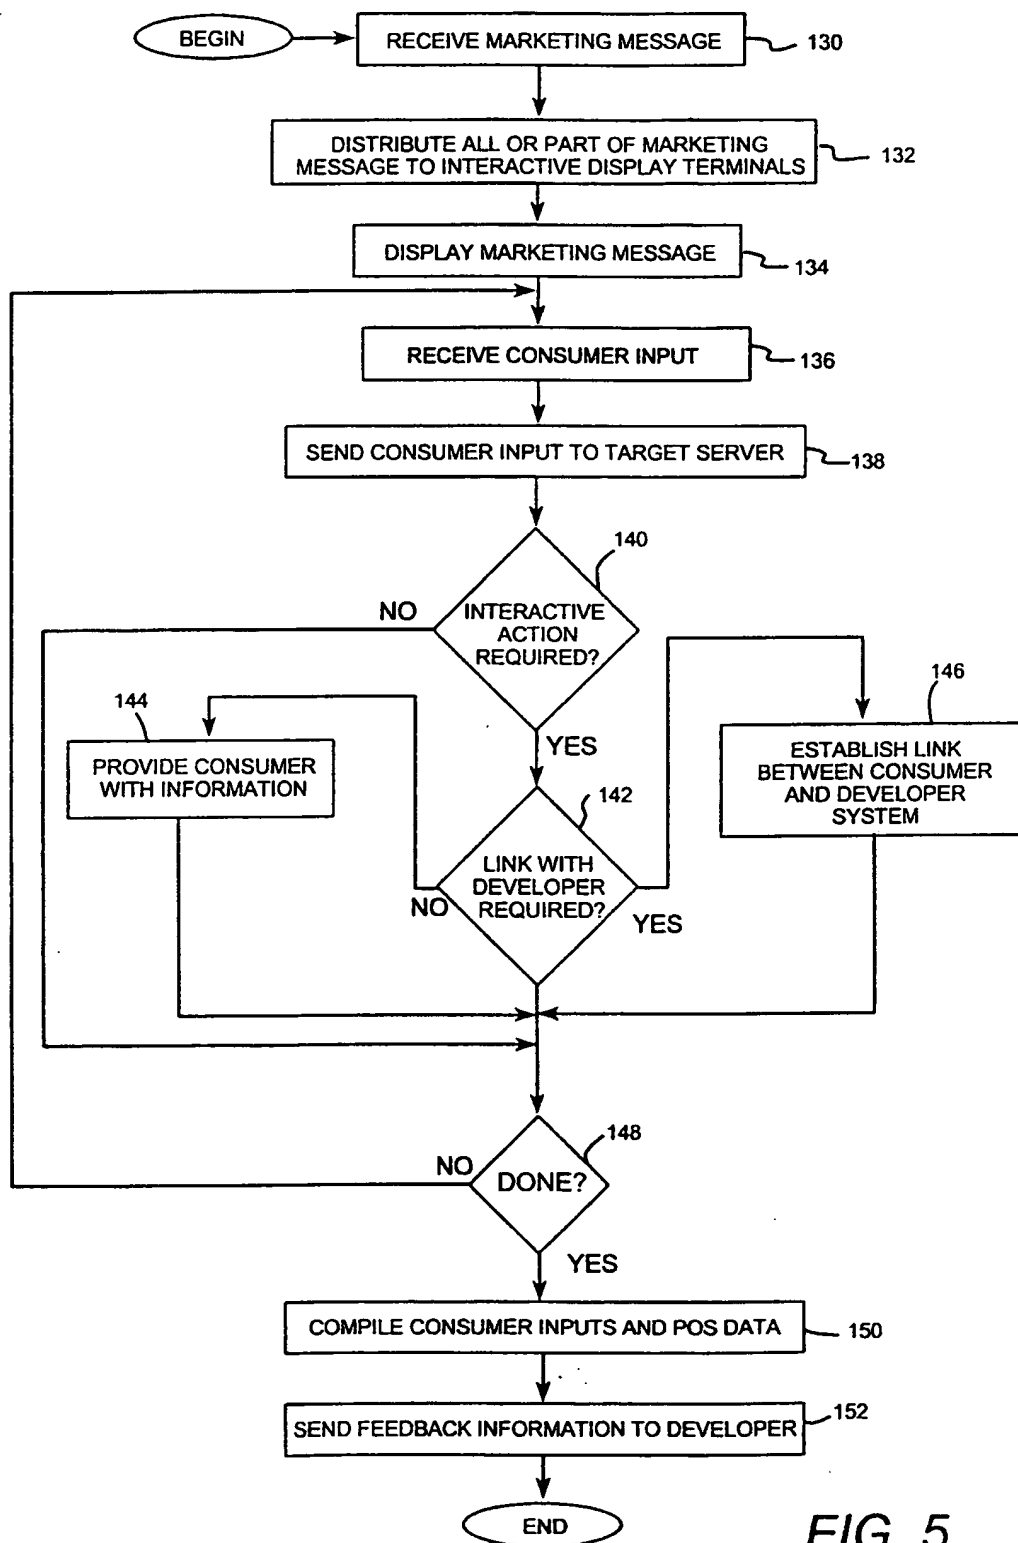 BEGIN
RECEIVE MARKETING MESSAGE
130
DISTRIBUTE ALL OR PART OF MARKETING
MESSAGE TO INTERACTIVE DISPLAY TERMINALS
132
DISPLAY MARKETING MESSAGE
134
RECEIVE CONSUMER INPUT
136
SEND CONSUMER INPUT TO TARGET SERVER
138
140
INTERACTIVE
ACTION
REQUIRED?
NO
YES
144
PROVIDE CONSUMER
WITH INFORMATION
146
ESTABLISH LINK
BETWEEN CONSUMER
AND DEVELOPER
SYSTEM
142
LINK WITH
DEVELOPER
REQUIRED?
NO
YES
148
DONE?
NO
YES
COMPILE CONSUMER INPUTS AND POS DATA
150
SEND FEEDBACK INFORMATION TO DEVELOPER
152
END
FIG. 5